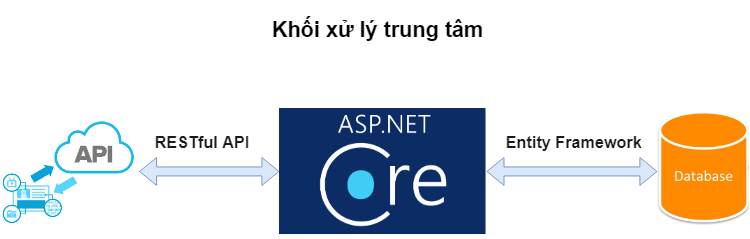 Khối xử lý trung tâm
API
RESTful API
ASP.NET
Core
Entity Framework
Database